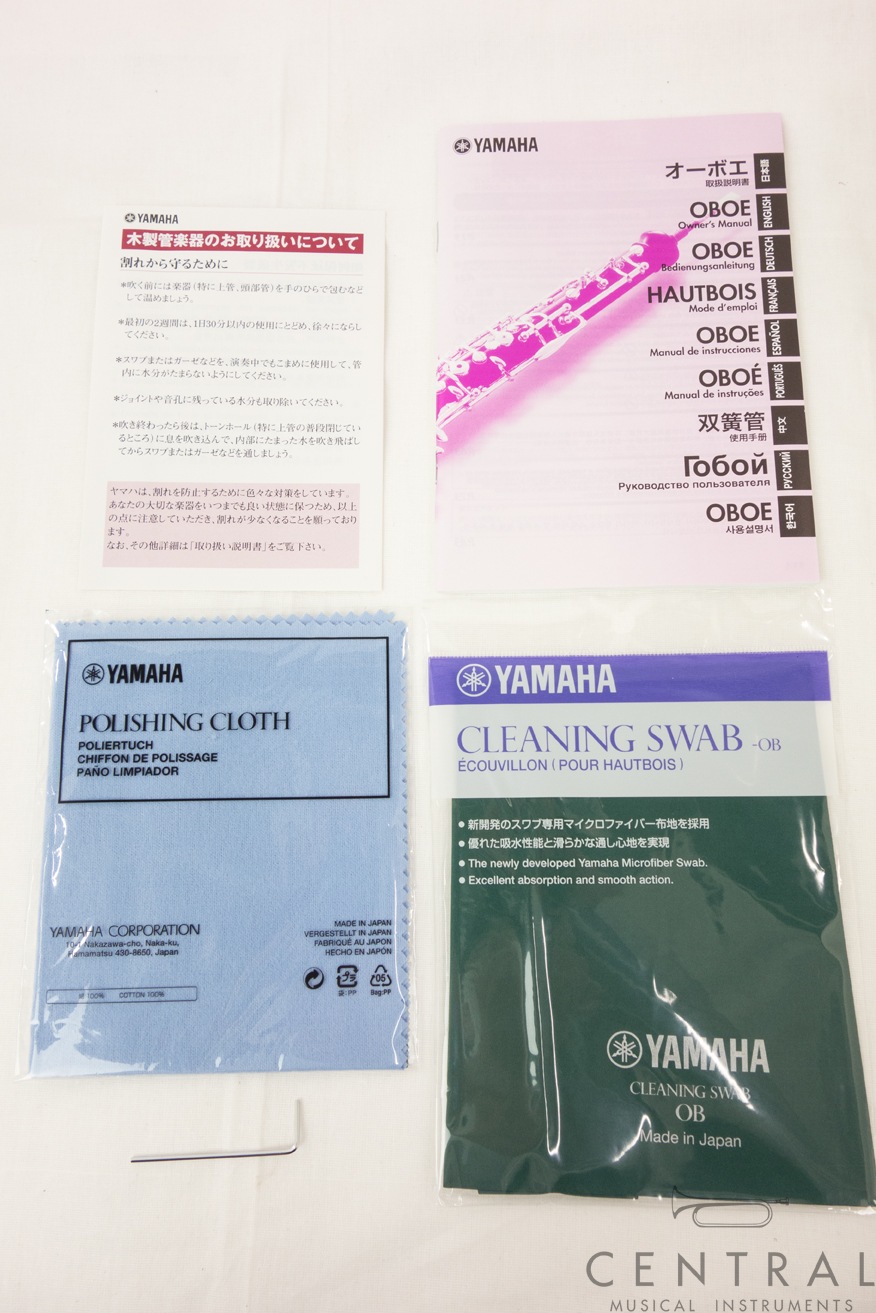 YAMAHA
木製管楽器のお取り扱いについて
割れから守るために
*吹く前には楽器(特に上管、頭部管)を手のひらで包むなど
して温めましょう。
*最初の2週間は、1日30分以内の使用にとどめ、徐々にならし
てください。
*スワブまたはガーゼなどを、演奏中でもこまめに使用して、管
内に水分がたまらないようにしてください。
*ジョイントや音孔に残っている水分も取り除いてください。
*吹き終わったら後は、トーンホール(特に上管の普段閉じてい
るところ)に息を吹き込んで、内部にたまった水を吹き飛ばし
てからスワブまたはガーゼなどを通しましょう。
ヤマハは、割れを防止するために色々な対策をしています。
あなたの大切な楽器をいつまでも良い状態に保つため、以上
の点に注意していただき、割れが少なくなることを願っており
ます。
なお、その他詳細は「取り扱い説明書」をご覧下さい。
YAMAHA
オーボエ
取扱説明書
日本語
OBOE
Owner's Manual
ENGLISH
OBOE
Bedienungsanleitung
DEUTSCH
HAUTBOIS
Mode d'emploi
FRANÇAIS
OBOE
Manual de instrucciones
ESPAÑOL
OBOÉ
Manual de instruções
PORTUGUÊS
双簧管
使用手册
中文
Гобой
Руководство пользователя
РУССКИЙ
OBOE
사용설명서
한국어
YAMAHA
POLISHING CLOTH
POLIERTUCH
CHIFFON DE POLISSAGE
PAÑO LIMPIADOR
YAMAHA CORPORATION
10-1 Nakazawa-cho, Naka-ku,
Hamamatsu 430-8650, Japan
綿 100% COTTON 100%
MADE IN JAPAN
VERGESTELLT IN JAPAN
FABRIQUÉ AU JAPON
HECHO EN JAPÓN
プラ
05
袋:PP
Bag:PP
YAMAHA
CLEANING SWAB -OB
ÉCOUVILLON (POUR HAUTBOIS)
●新開発のスワブ専用マイクロファイバー布地を採用
●優れた吸水性能と滑らかな通し心地を実現
●The newly developed Yamaha Microfiber Swab.
●Excellent absorption and smooth action.
YAMAHA
CLEANING SWAB
OB
Made in Japan
CENTRAL
MUSICAL INSTRUMENTS